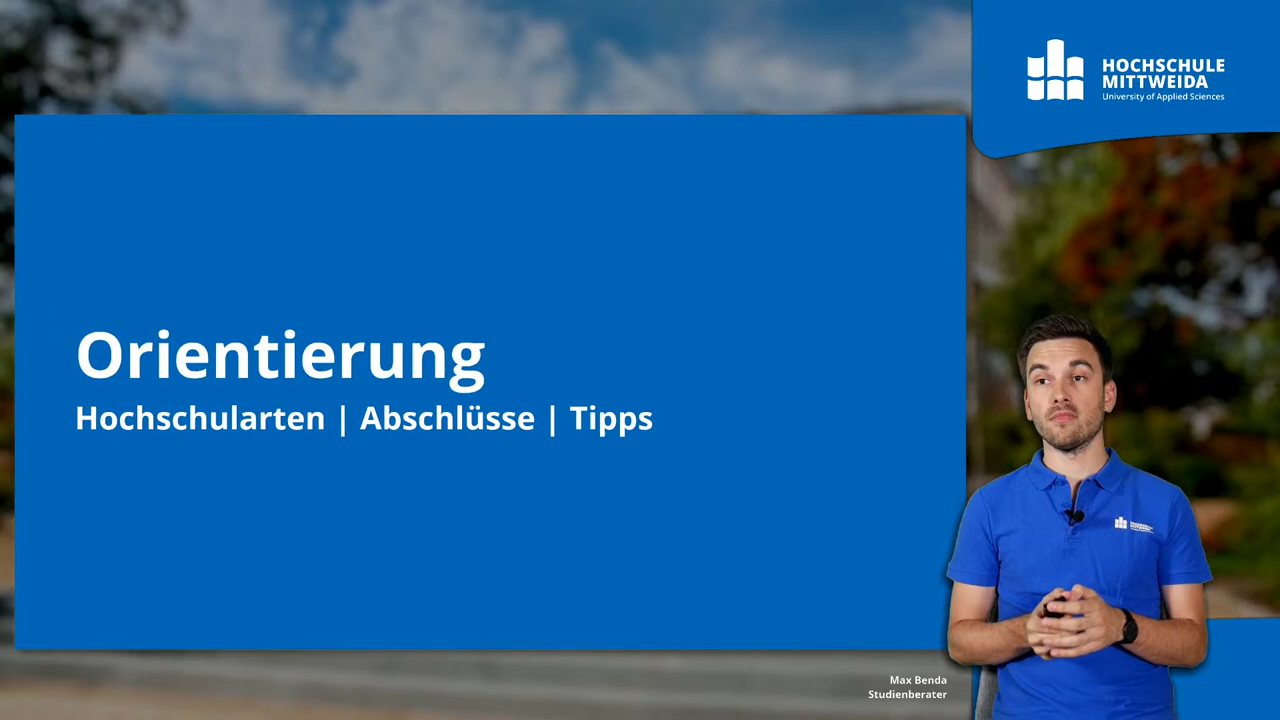 HOCHSCHULE
MITTWEIDA
University of Applied Sciences
Orientierung
Hochschularten | Abschlüsse | Tipps
Max Benda
Studienberater